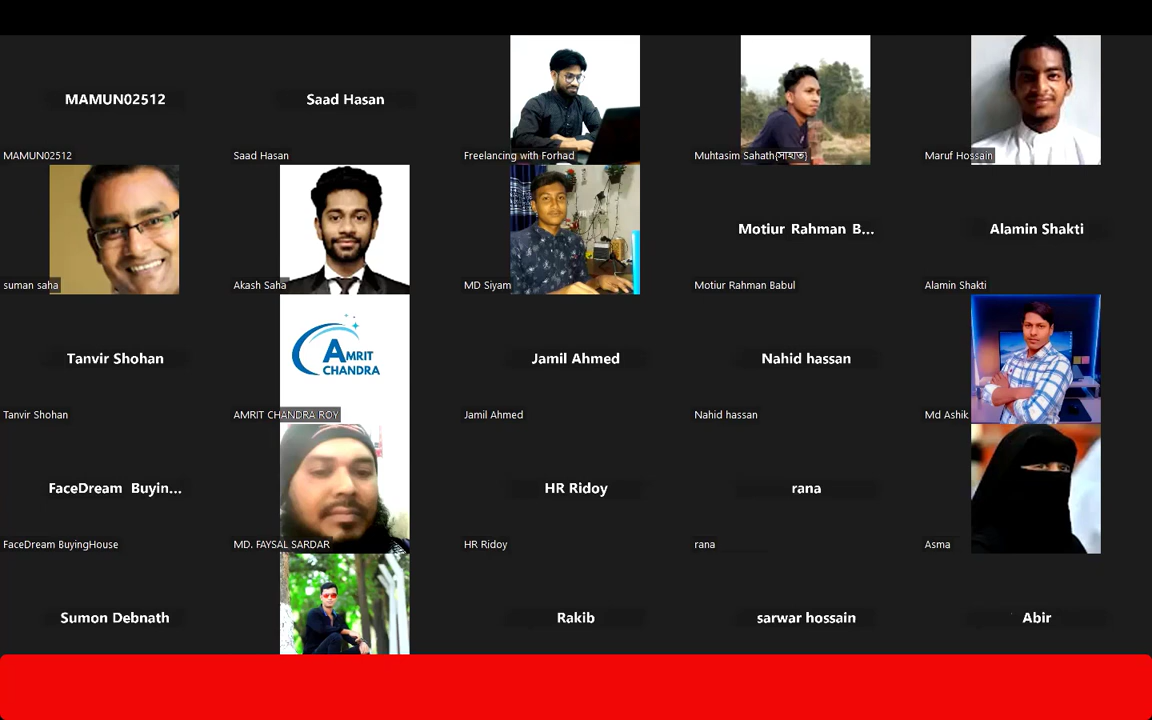 MAMUN02512
Saad Hasan
MAMUN02512
Saad Hasan
Freelancing with Forhad
Muhtasim Sahath(সাহাত)
Maruf Hossain
Motiur Rahman B...
Alamin Shakti
suman saha
Akash Saha
MD Siyam
Motiur Rahman Babul
Alamin Shakti
Tanvir Shohan
AMRIT
CHANDRA
Jamil Ahmed
Nahid hassan
Tanvir Shohan
AMRIT CHANDRA ROY
Jamil Ahmed
Nahid hassan
Md Ashik
FaceDream Buyin...
HR Ridoy
rana
FaceDream BuyingHouse
MD. FAYSAL SARDAR
HR Ridoy
rana
Asma
Sumon Debnath
Rakib
sarwar hossain
Abir